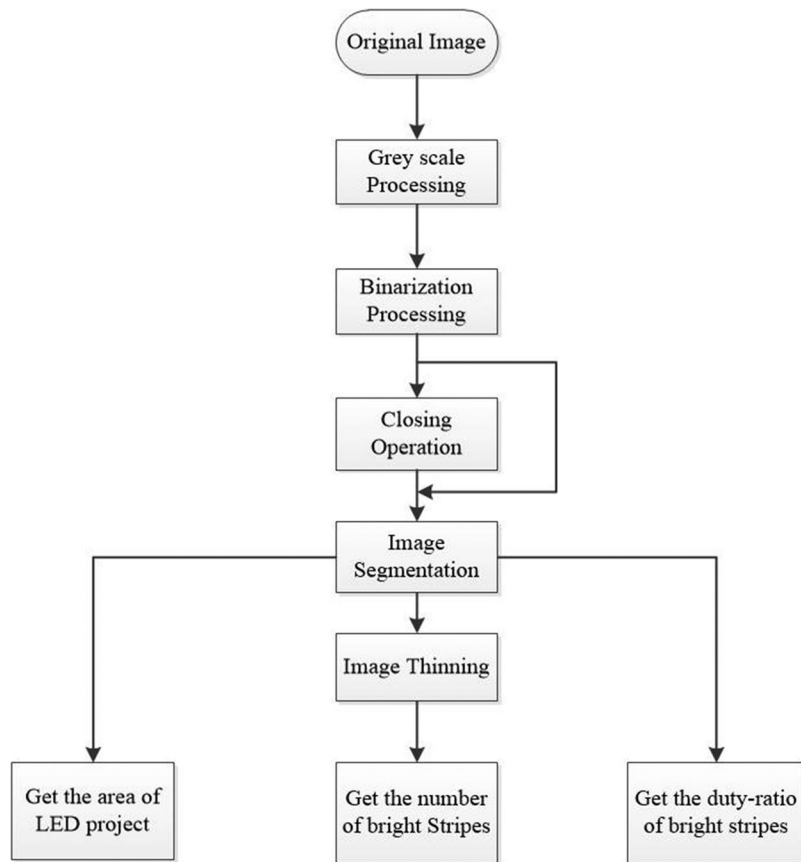 Original Image
Grey scale
Processing
Binarization
Processing
Closing
Operation
Image
Segmentation
Image Thinning
Get the area of
LED project
Get the number
of bright Stripes
Get the duty-ratio
of bright stripes